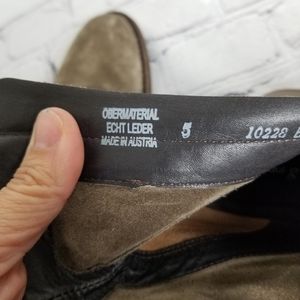 OBERMATERIAL
ECHT LEDER
MADE IN AUSTRIA
5
10228